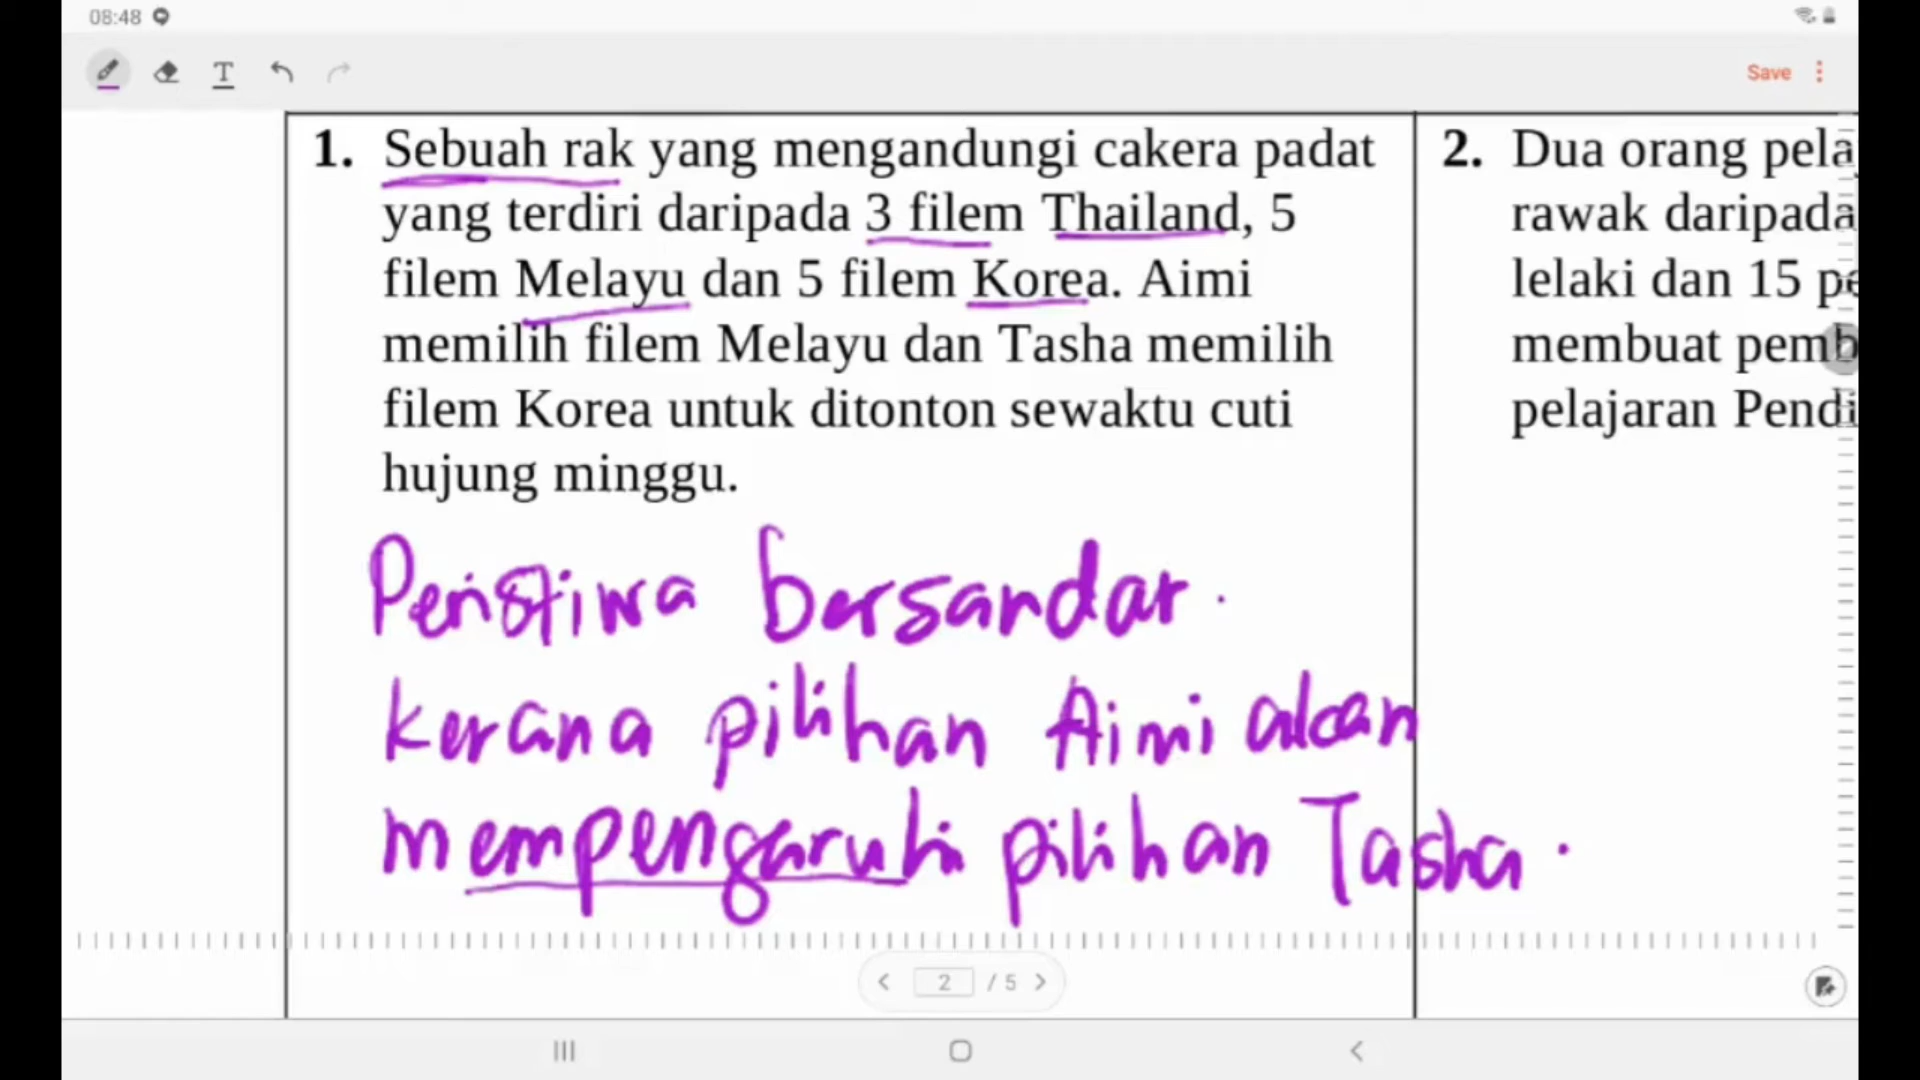 08:48
T
Save
1. Sebuah rak yang mengandungi cakera padat
yang terdiri daripada 3 filem Thailand, 5
filem Melayu dan 5 filem Korea. Aimi
memilih filem Melayu dan Tasha memilih
filem Korea untuk ditonton sewaktu cuti
hujung minggu.
Peristiwa bersandar.
kerana pilihan Aimi akan
mempengaruhi pilihan Tasha.
2. Dua orang pela
rawak daripada
lelaki dan 15 pe
membuat pemb
pelajaran Pendi
2 / 5